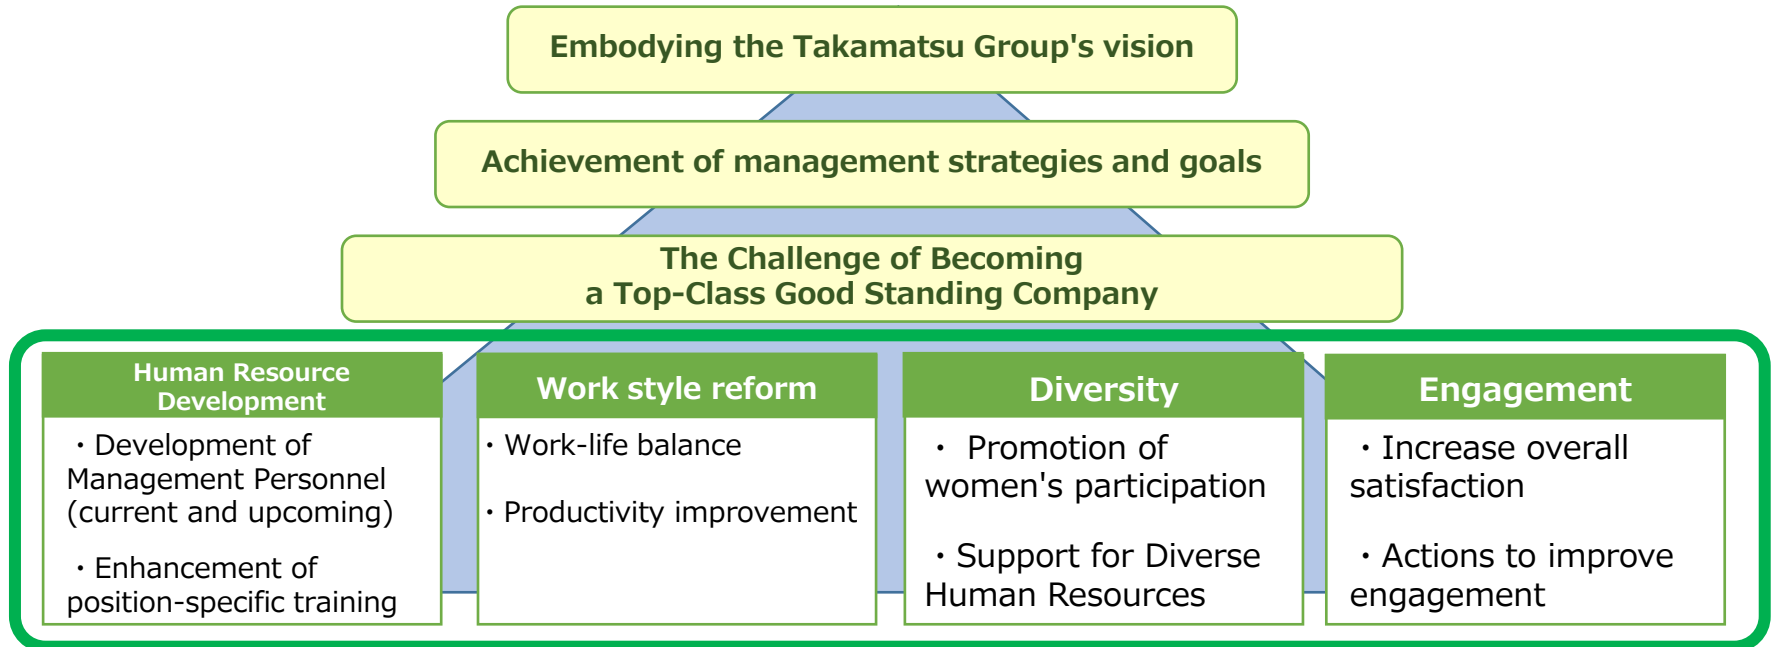 Embodying the Takamatsu Group's vision
Achievement of management strategies and goals
The Challenge of Becoming
a Top-Class Good Standing Company
Human Resource
Development
・Development of
Management Personnel
(current and upcoming)
・Enhancement of
position-specific training
Work style reform
・Work-life balance
・Productivity improvement
Diversity
・ Promotion of
women's participation
・Support for Diverse
Human Resources
Engagement
・Increase overall
satisfaction
・Actions to improve
engagement